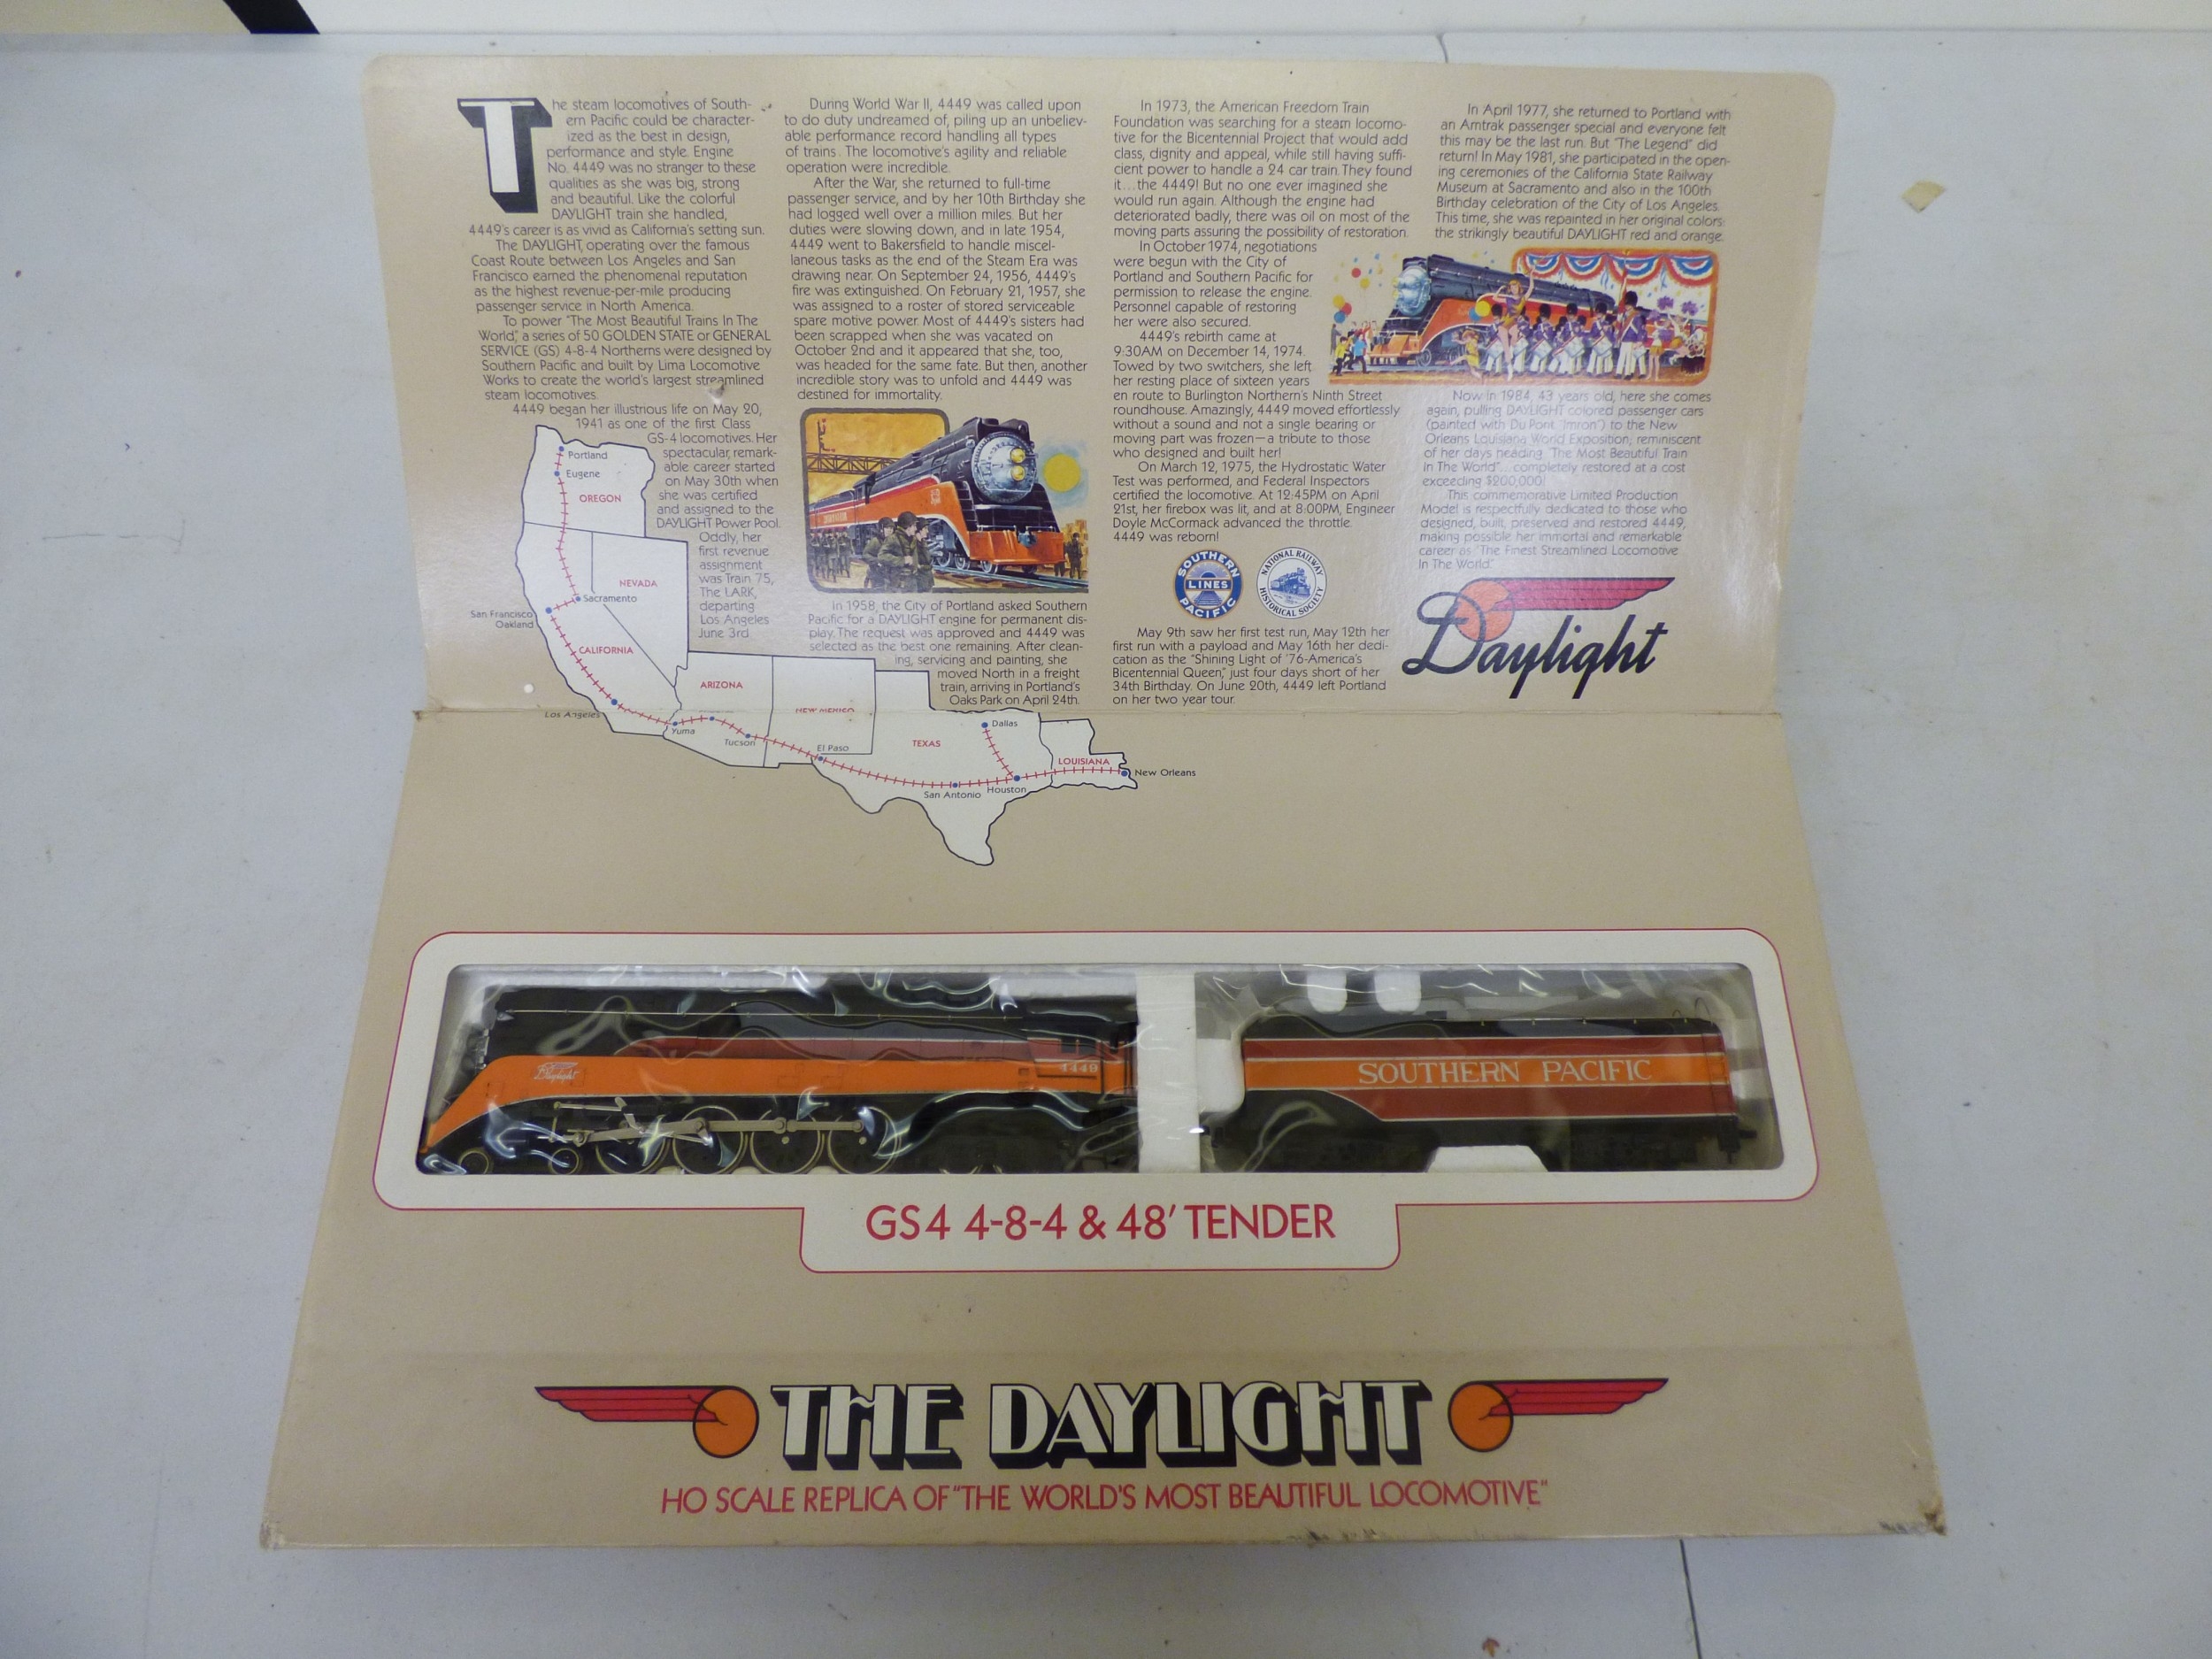 The steam locomotives of South-
ern Pacific could be character-
ized as the best in design,
performance and style. Engine
No. 4449 was no stranger to these
qualities as she was big, strong
and beautiful. Like the colorful
DAYLIGHT train she handled,
4449's career is as vivid as California's setting sun.
The DAYLIGHT, operating over the famous
Coast Route between Los Angeles and San
Francisco earned the phenomenal reputation
as the highest revenue-per-mile producing
passenger service in North America.
To power "The Most Beautiful Trains In The
World," a series of 50 GOLDEN STATE or GENERAL
SERVICE (GS) 4-8-4 Northerns were designed by
Southern Pacific and built by Lima Locomotive
Works to create the world's largest streamlined
steam locomotives.
4449 began her illustrious life on May 20,
1941 as one of the first Class
GS-4 locomotives. Her
spectacular, remark-
able career started
on May 30th when
she was certified
and assigned to the
DAYLIGHT Power Pool.
Oddly, her
first revenue
assignment
was Train 75,
The LARK,
departing
Los Angeles
June 3rd.
During World War II, 4449 was called upon
to do duty undreamed of, piling up an unbeliev-
able performance record handling all types
of trains. The locomotive's agility and reliable
operation were incredible.
After the War, she returned to full-time
passenger service, and by her 10th Birthday she
had logged well over a million miles. But her
duties were slowing down, and in late 1954,
4449 went to Bakersfield to handle miscel-
laneous tasks as the end of the Steam Era was
drawing near. On September 24, 1956, 4449's
fire was extinguished. On February 21, 1957, she
was assigned to a roster of stored serviceable
spare motive power. Most of 4449's sisters had
been scrapped when she was vacated on
October 2nd and it appeared that she, too,
was headed for the same fate. But then, another
incredible story was to unfold and 4449 was
destined for immortality.
In 1958, the City of Portland asked Southern
Pacific for a DAYLIGHT engine for permanent dis-
play. The request was approved and 4449 was
selected as the best one remaining. After clean-
ing, servicing and painting, she
moved North in a freight
train, arriving in Portland's
Oaks Park on April 24th.
In 1973, the American Freedom Train
Foundation was searching for a steam locomo-
tive for the Bicentennial Project that would add
class, dignity and appeal, while still having suffi-
cient power to handle a 24 car train. They found
it...the 4449! But no one ever imagined she
would run again. Although the engine had
deteriorated badly, there was oil on most of the
moving parts assuring the possibility of restoration.
In October 1974, negotiations
were begun with the City of
Portland and Southern Pacific for
permission to release the engine.
Personnel capable of restoring
her were also secured.
4449's rebirth came at
9:30AM on December 14, 1974.
Towed by two switchers, she left
her resting place of sixteen years
en route to Burlington Northern's Ninth Street
roundhouse. Amazingly, 4449 moved effortlessly
without a sound and not a single bearing or
moving part was frozen—a tribute to those
who designed and built her!
On March 12, 1975, the Hydrostatic Water
Test was performed, and Federal Inspectors
certified the locomotive. At 12:45PM on April
21st, her firebox was lit, and at 8:00PM, Engineer
Doyle McCormack advanced the throttle.
4449 was reborn!
SOUTHERN
LINES
PACIFIC
NATIONAL RAILWAY
HISTORICAL SOCIETY
May 9th saw her first test run, May 12th her
first run with a payload and May 16th her dedi-
cation as the "Shining Light of '76-America's
Bicentennial Queen," just four days short of her
34th Birthday. On June 20th, 4449 left Portland
on her two year tour.
In April 1977, she returned to Portland with
an Amtrak passenger special and everyone felt
this may be the last run. But "The Legend" did
return! In May 1981, she participated in the open-
ing ceremonies of the California State Railway
Museum at Sacramento and also in the 100th
Birthday celebration of the City of Los Angeles.
This time, she was repainted in her original colors:
the strikingly beautiful DAYLIGHT red and orange.
Now in 1984, 43 years old, here she comes
again, pulling DAYLIGHT colored passenger cars
(painted with Du Pont "Imron") to the New
Orleans Louisiana World Exposition; reminiscent
of her days heading "The Most Beautiful Train
In The World"...completely restored at a cost
exceeding $200,000!
This commemorative Limited Production
Model is respectfully dedicated to those who
designed, built, preserved and restored 4449,
making possible her immortal and remarkable
career as "The Finest Streamlined Locomotive
In The World."
Daylight
Portland
Eugene
OREGON
NEVADA
Sacramento
San Francisco
Oakland
CALIFORNIA
ARIZONA
NEW MEXICO
Los Angeles
Yuma
Tucson
El Paso
TEXAS
Dallas
LOUISIANA
New Orleans
San Antonio
Houston
Daylight
4449
SOUTHERN PACIFIC
GS4 4-8-4 & 48' TENDER
THE DAYLIGHT
HO SCALE REPLICA OF "THE WORLD'S MOST BEAUTIFUL LOCOMOTIVE"